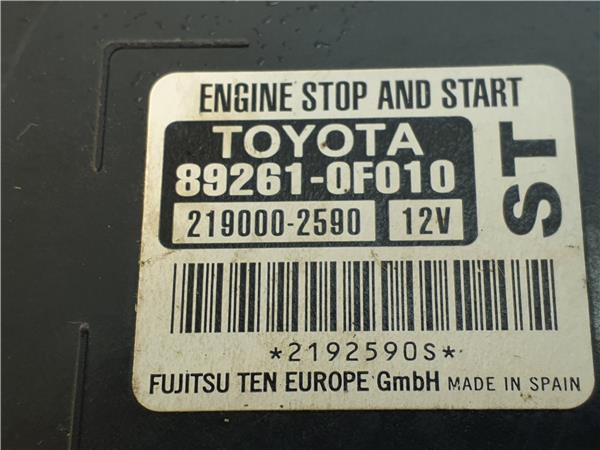 ENGINE STOP AND START
TOYOTA
89261-0F010
219000-2590 12V
ST
*2192590S*
FUJITSU TEN EUROPE GmbH MADE IN SPAIN